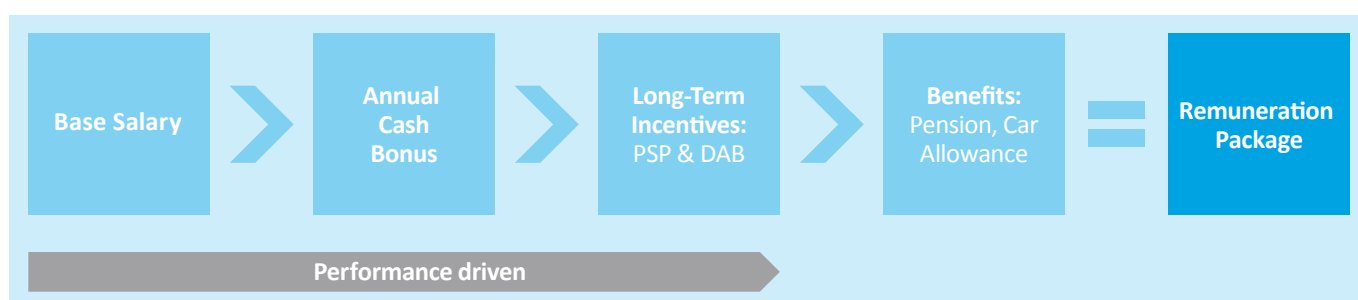 Base Salary
Annual
Cash
Bonus
Long-Term
Incentives:
PSP & DAB
Benefits:
Pension, Car
Allowance
Remuneration
Package
Performance driven